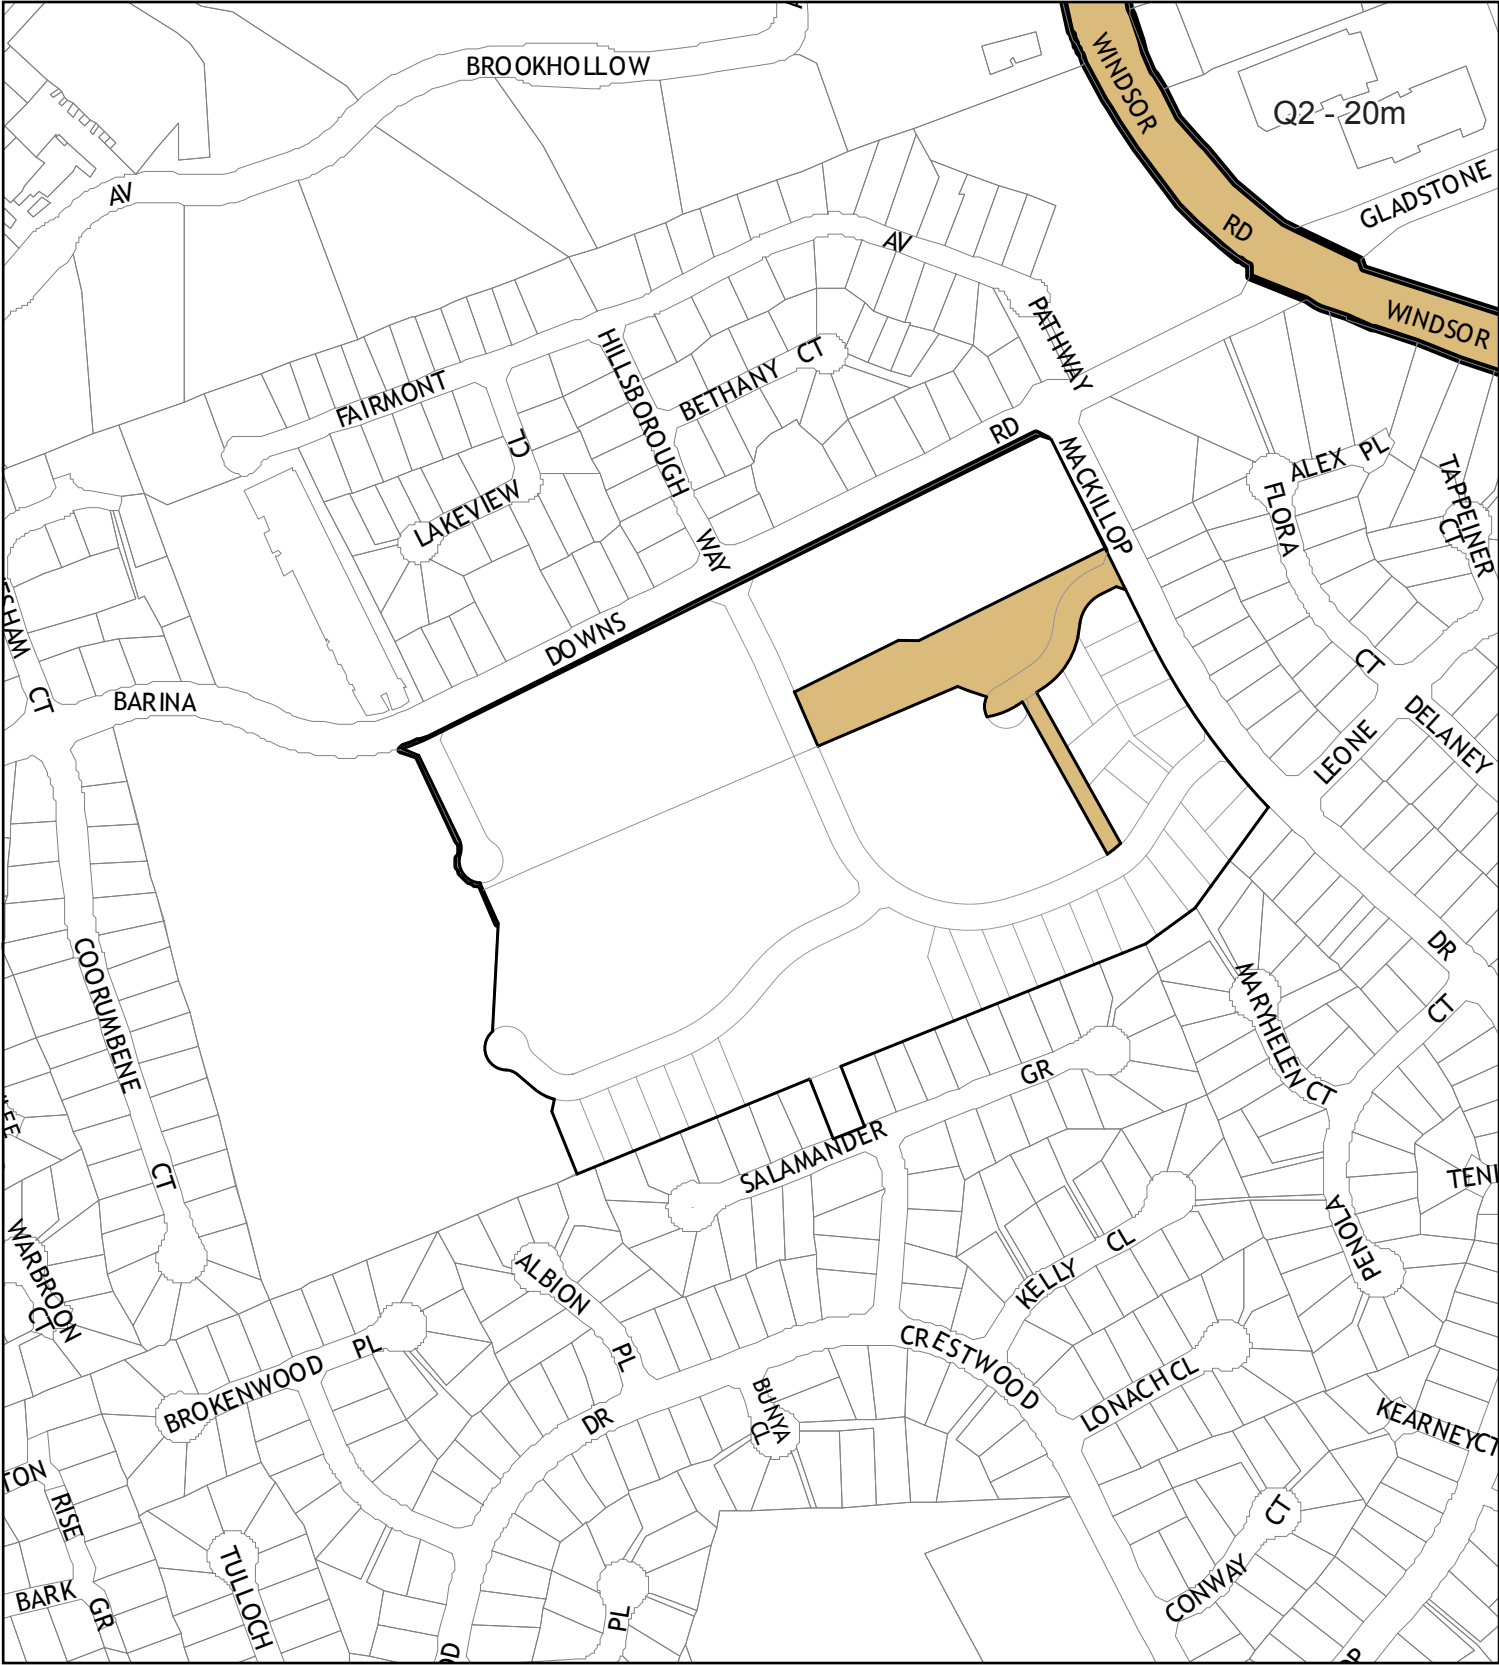 BROOKHOLLOW
AV
WINDSOR
RD
WINDSOR
Q2 - 20m
GLADSTONE
AV
PATHWAY
FAIRMONT
HILLSBOROUGH
WAY
BETHANY CT
CL
LAKEVIEW
RD
DOWNS
MACKILLOP
ALEX PL
FLORA
CT
TAPPEINER
CT
CT
BARINA
LEONE
DELANEY
COORUMBENE
CT
DR
CT
MARYHELEN CT
GR
SALAMANDER
WARBROON
CT
ALBION
PL
KELLY CL
PENOLA
BROKENWOOD PL
CRESTWOOD
DR
LONACH CL
BUNYA
CL
KEARNEY CT
RISE
TULLOCH
BARK
GR
PL
CONWAY
CT